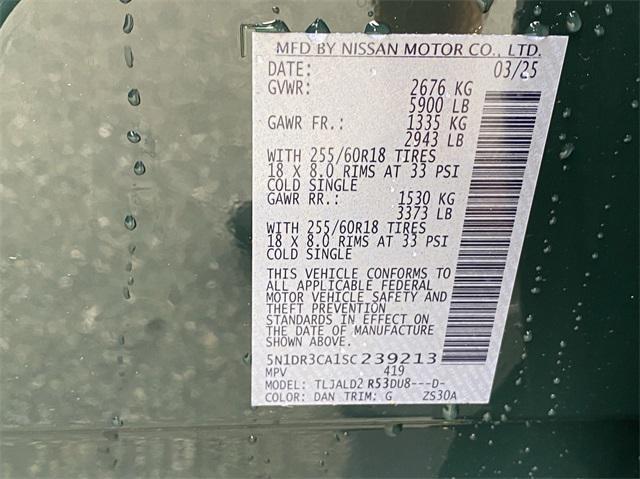 MFD BY NISSAN MOTOR CO., LTD.
DATE: 03/25
GVWR: 2676 KG
5900 LB
GAWR FR.: 1335 KG
2943 LB
WITH 255/60R18 TIRES
18 X 8.0 RIMS AT 33 PSI
COLD SINGLE
GAWR RR.: 1530 KG
3373 LB
WITH 255/60R18 TIRES
18 X 8.0 RIMS AT 33 PSI
COLD SINGLE
THIS VEHICLE CONFORMS TO
ALL APPLICABLE FEDERAL
MOTOR VEHICLE SAFETY AND
THEFT PREVENTION
STANDARDS IN EFFECT ON
THE DATE OF MANUFACTURE
SHOWN ABOVE.
5N1DR3CA1SC239213
MPV 419
MODEL: TLJALD2 R53DU8---D-
COLOR: DAN TRIM: G ZS30A